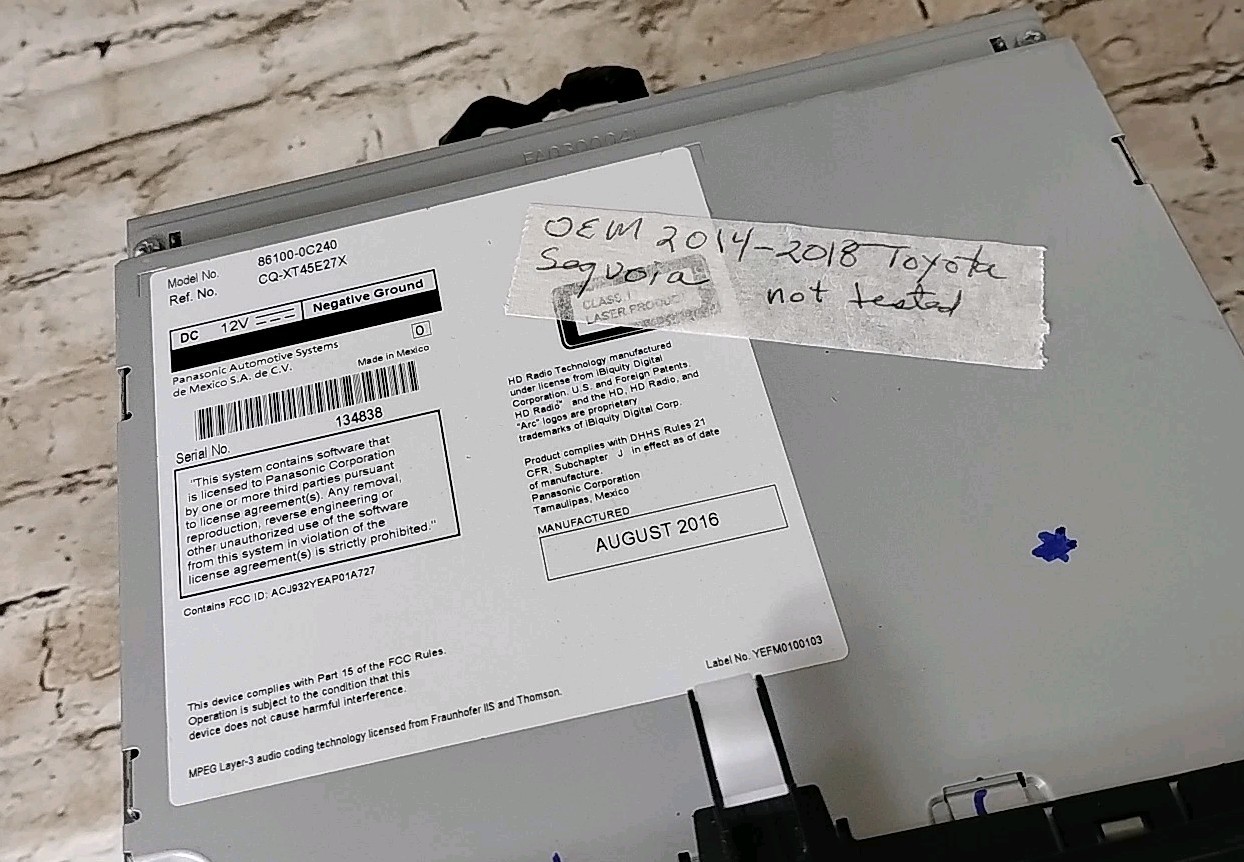 FAD30004
Model No. 86100-0C240
Ref. No. CQ-XT45E27X
DC 12V Negative Ground
0
Panasonic Automotive Systems
de Mexico S.A. de C.V. Made in Mexico
134838
Serial No.
"This system contains software that
is licensed to Panasonic Corporation
by one or more third parties pursuant
to license agreement(s). Any removal,
reproduction, reverse engineering or
other unauthorized use of the software
from this system in violation of the
license agreement(s) is strictly prohibited."
Contains FCC ID: ACJ932YEAP01A727
This device complies with Part 15 of the FCC Rules.
Operation is subject to the condition that this
device does not cause harmful interference.
MPEG Layer-3 audio coding technology licensed from Fraunhofer IIS and Thomson.
OEM 2014-2018 Toyota
Sequoia
not tested
CLASS 1
LASER PRODUCT
HD Radio Technology manufactured
under license from iBiquity Digital
Corporation. U.S. and Foreign Patents.
HD Radio™ and the HD, HD Radio, and
"Arc" logos are proprietary
trademarks of iBiquity Digital Corp.
Product complies with DHHS Rules 21
CFR, Subchapter J in effect as of date
of manufacture.
Panasonic Corporation
Tamaulipas, Mexico
MANUFACTURED
AUGUST 2016
Label No. YEFM0100103